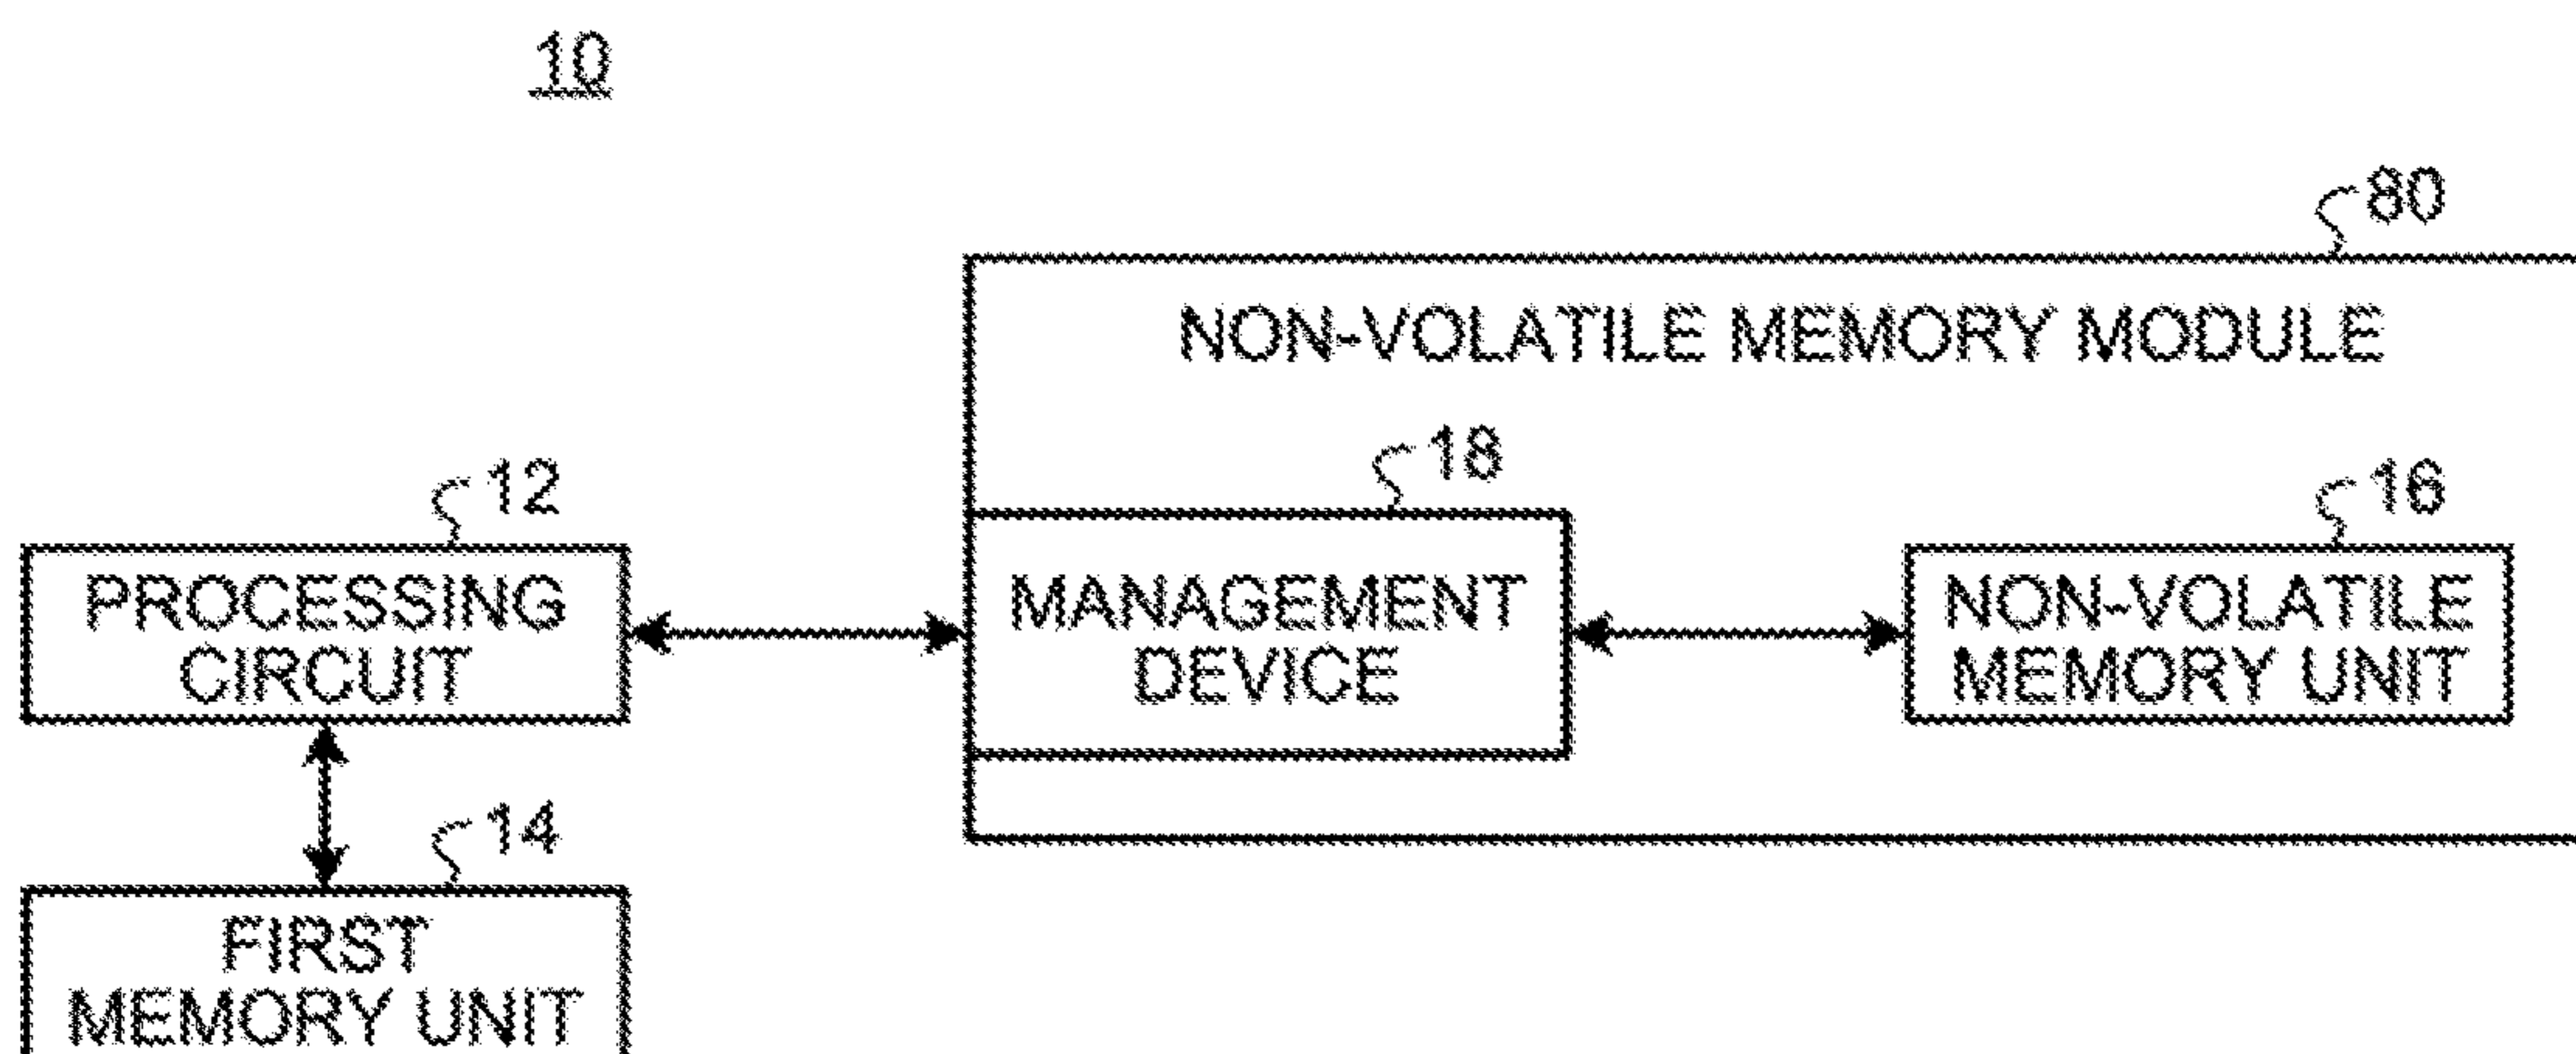 10
80
NON-VOLATILE MEMORY MODULE
18
12
16
PROCESSING
CIRCUIT
MANAGEMENT
DEVICE
NON-VOLATILE
MEMORY UNIT
14
FIRST
MEMORY UNIT